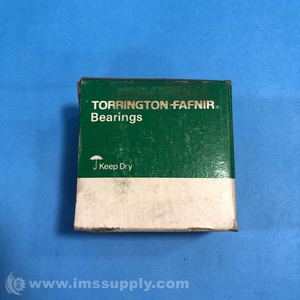 TORRINGTON-FAFNIR®
Bearings
Keep Dry
© www.imssupply.com